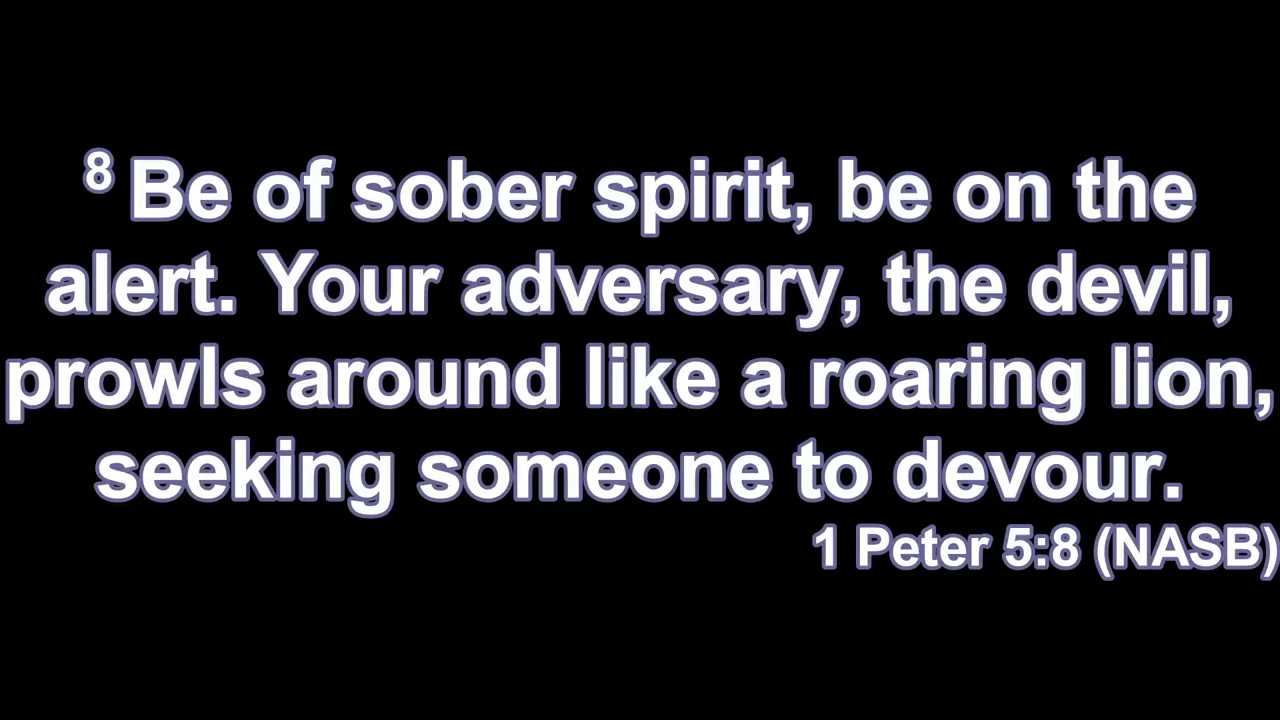 8 Be of sober spirit, be on the
alert. Your adversary, the devil,
prowls around like a roaring lion,
seeking someone to devour.
1 Peter 5:8 (NASB)